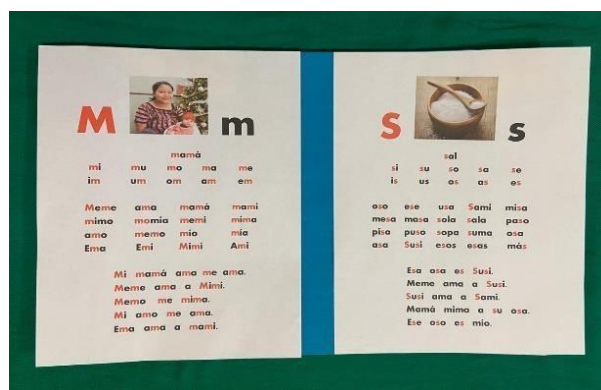 M m
mamá
mi mu mo ma me
im um om am em
Meme ama mamá mami
mimo momia memi mima
amo memo mio mía
Ema Emi Mimi Ami
Mi mamá ama me ama.
Meme ama a Mimi.
Memo me mima.
Mi amo me ama.
Ema ama a mami.
S s
sal
si su so sa se
is us os as es
oso ese usa Sami misa
mesa masa sola sala paso
piso puso sopa suma osa
asa Susi esos esas más
Esa osa es Susi.
Meme ama a Susi.
Susi ama a Sami.
Mamá mima a su osa.
Ese oso es mio.